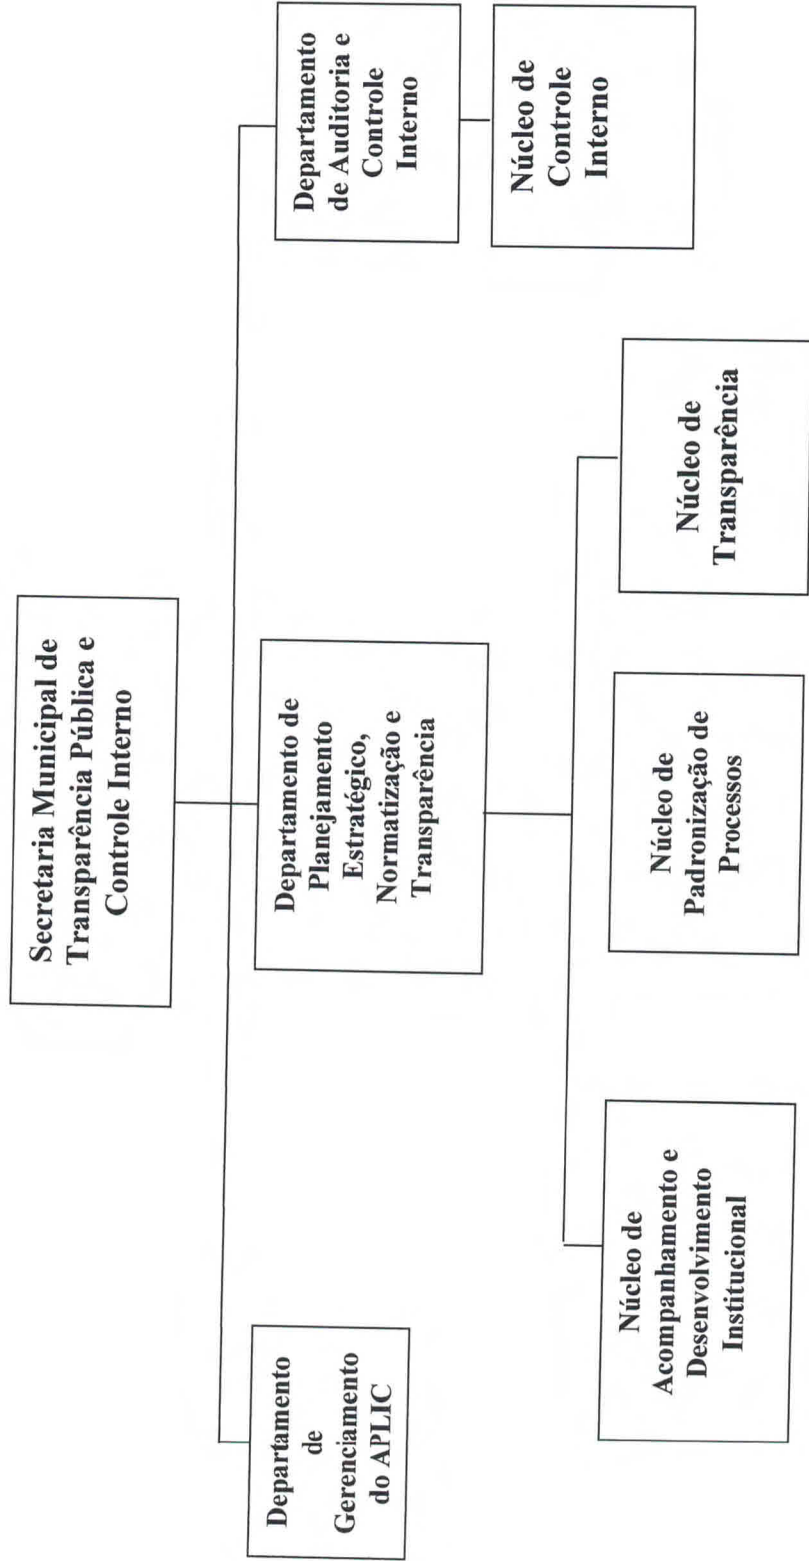 Secretaria Municipal de
Transparência Pública e
Controle Interno
Departamento
de
Gerenciamento
do APLIC
Departamento de
Planejamento
Estratégico,
Normatização e
Transparência
Departamento
de Auditoria e
Controle
Interno
Núcleo de
Acompanhamento e
Desenvolvimento
Institucional
Núcleo de
Padronização de
Processos
Núcleo de
Transparência
Núcleo de
Controle
Interno